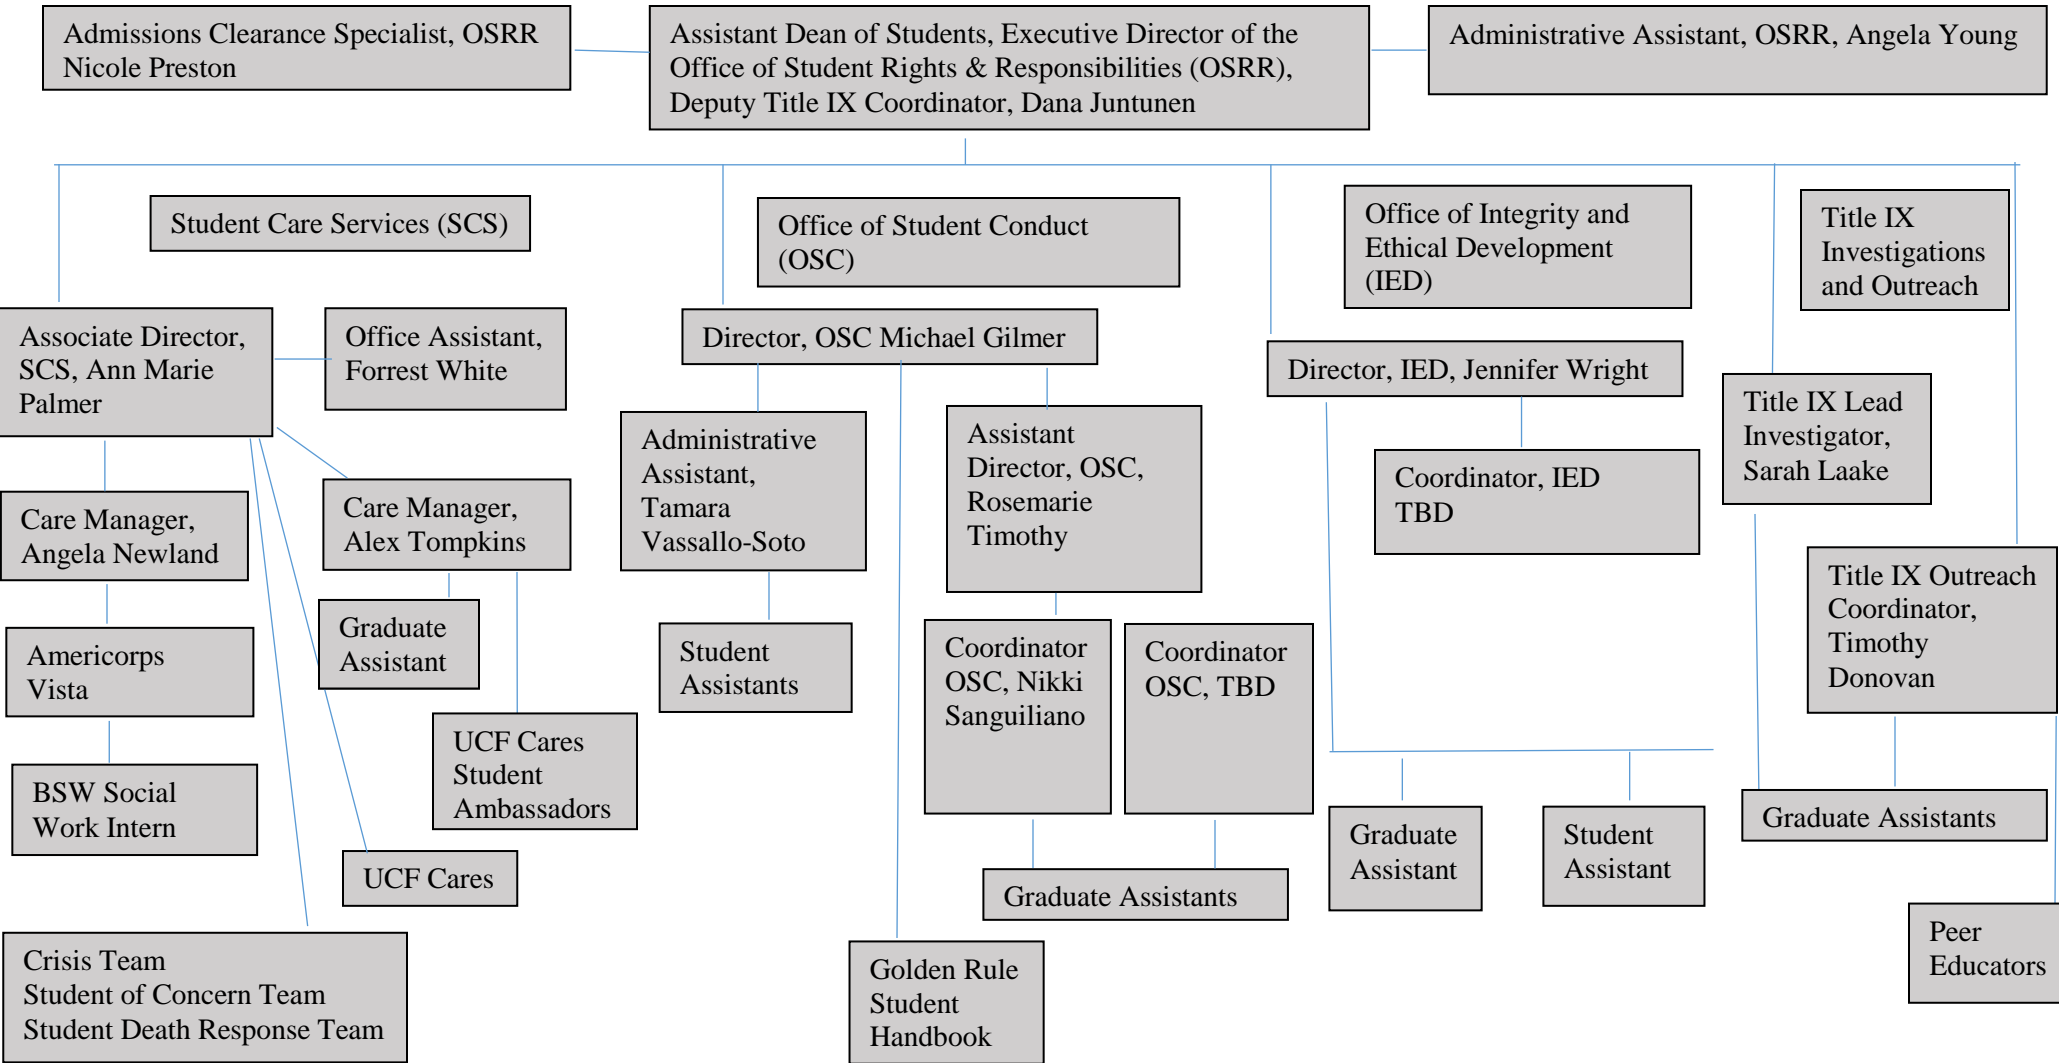 Admissions Clearance Specialist, OSRR
Nicole Preston
Assistant Dean of Students, Executive Director of the
Office of Student Rights & Responsibilities (OSRR),
Deputy Title IX Coordinator, Dana Juntunen
Administrative Assistant, OSRR, Angela Young
Student Care Services (SCS)
Office of Student Conduct
(OSC)
Office of Integrity and
Ethical Development
(IED)
Title IX
Investigations
and Outreach
Associate Director,
SCS, Ann Marie
Palmer
Office Assistant,
Forrest White
Director, OSC Michael Gilmer
Director, IED, Jennifer Wright
Title IX Lead
Investigator,
Sarah Laake
Administrative
Assistant,
Tamara
Vassallo-Soto
Assistant
Director, OSC,
Rosemarie
Timothy
Coordinator, IED
TBD
Care Manager,
Angela Newland
Care Manager,
Alex Tompkins
Title IX Outreach
Coordinator,
Timothy
Donovan
Americorps
Vista
Graduate
Assistant
Student
Assistants
Coordinator
OSC, Nikki
Sanguiliano
Coordinator
OSC, TBD
UCF Cares
Student
Ambassadors
BSW Social
Work Intern
UCF Cares
Graduate Assistants
Graduate
Assistant
Student
Assistant
Graduate Assistants
Crisis Team
Student of Concern Team
Student Death Response Team
Golden Rule
Student
Handbook
Peer
Educators